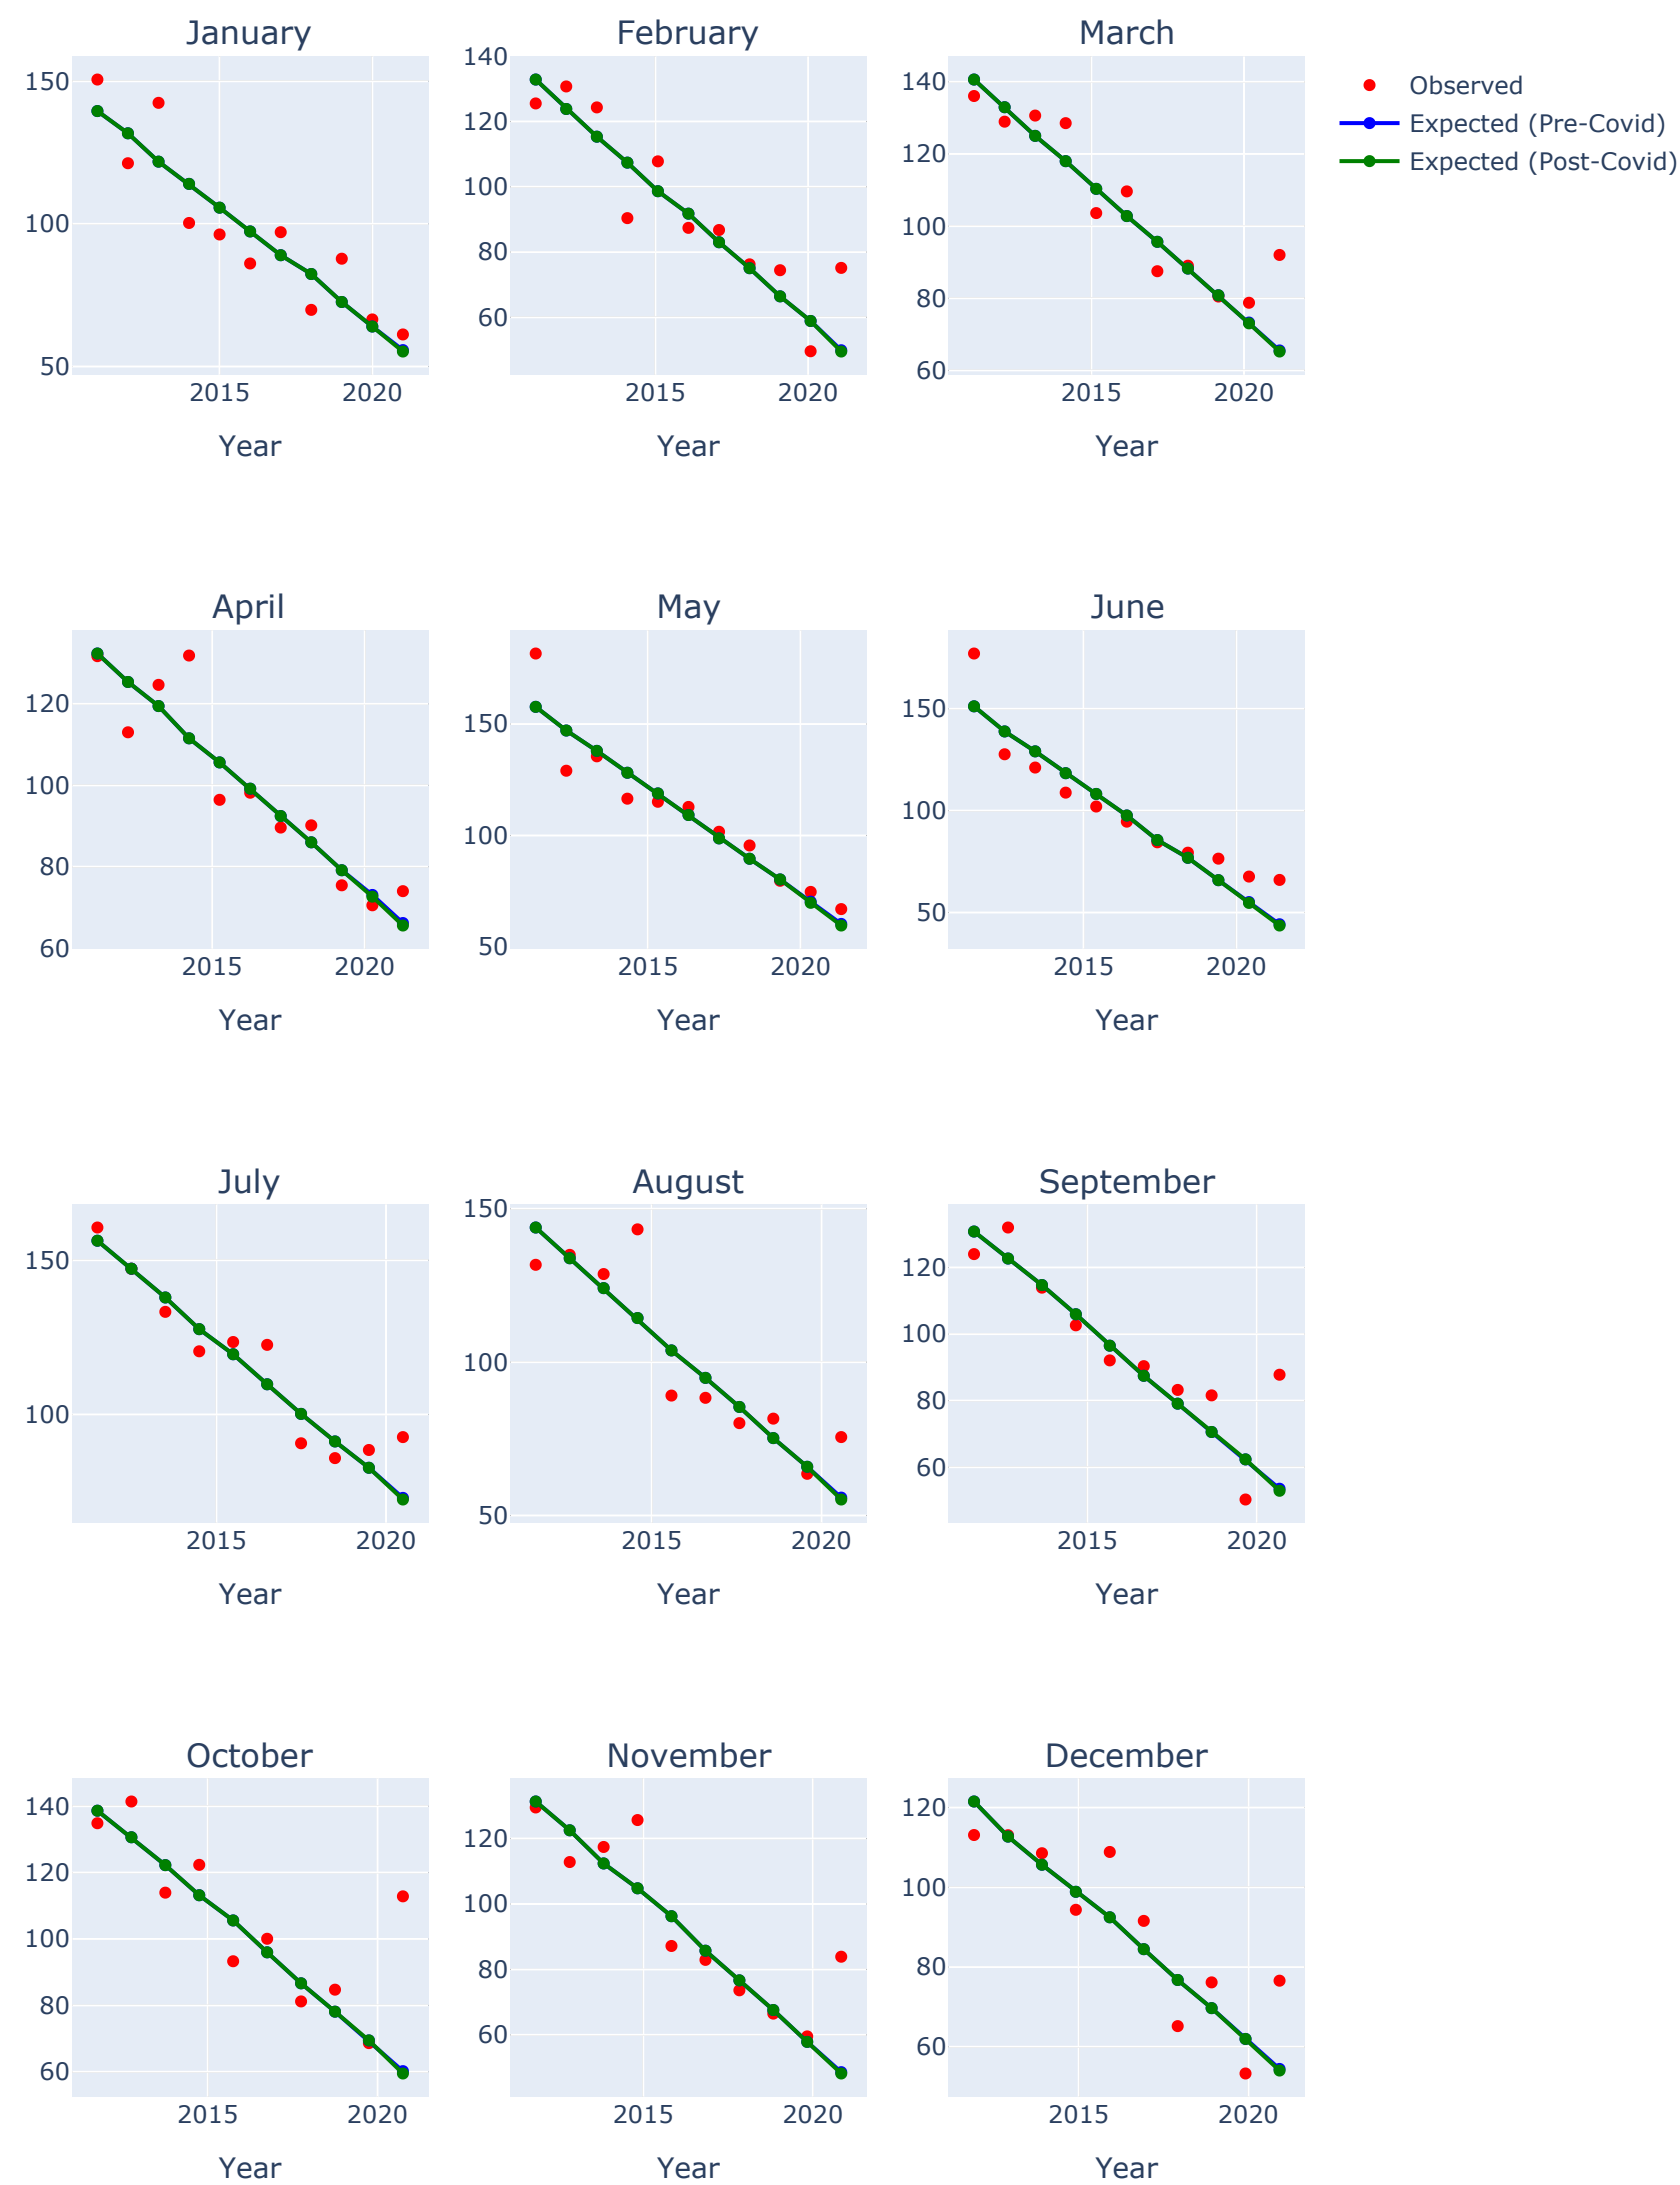 January
150
100
50
2015 2020
Year
February
140
120
100
80
60
2015 2020
Year
March
140
120
100
80
60
2015 2020
Year
Observed
Expected (Pre-Covid)
Expected (Post-Covid)
April
120
100
80
60
2015 2020
Year
May
150
100
50
2015 2020
Year
June
150
100
50
2015 2020
Year
July
150
100
2015 2020
Year
August
150
100
50
2015 2020
Year
September
120
100
80
60
2015 2020
Year
October
140
120
100
80
60
2015 2020
Year
November
120
100
80
60
2015 2020
Year
December
120
100
80
60
2015 2020
Year